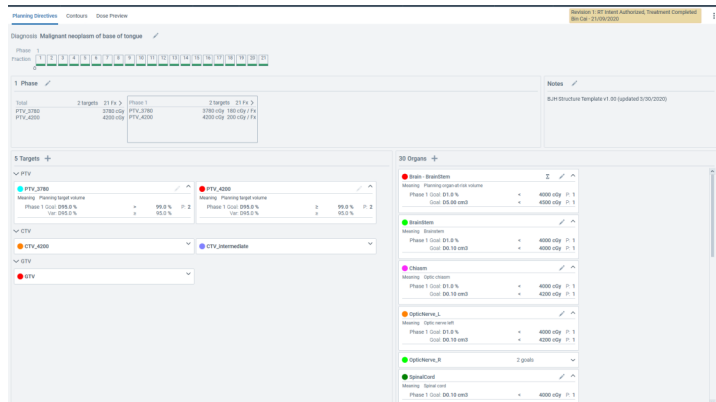 Planning Directives Contours Dose Preview
Revision 1: RT Intent Authorized, Treatment Completed
Bin Cai - 21/09/2020
Diagnosis Malignant neoplasm of base of tongue
Phase 1
Fraction 1 2 3 4 5 6 7 8 9 10 11 12 13 14 15 16 17 18 19 20 21
1 Phase
Total 2 targets 21 Fx >
PTV_3780 3780 cGy
PTV_4200 4200 cGy
Phase 1 2 targets 21 Fx >
PTV_3780 3780 cGy 180 cGy / Fx
PTV_4200 4200 cGy 200 cGy / Fx
Notes
BJH Structure Template v1.00 (updated 3/30/2020)
5 Targets +
PTV
PTV_3780
Meaning Planning target volume
Phase 1 Goal: D95.0 % ≥ 99.0 % P: 2
Var: D95.0 % ≥ 95.0 %
PTV_4200
Meaning Planning target volume
Phase 1 Goal: D95.0 % ≥ 99.0 % P: 2
Var: D95.0 % ≥ 95.0 %
CTV
CTV_4200
CTV_Intermediate
GTV
GTV
30 Organs +
Brain - BrainStem
Meaning Planning organ-at-risk volume
Phase 1 Goal: D1.0 % < 4000 cGy P: 1
Goal: D5.00 cm3 < 4500 cGy P: 1
BrainStem
Meaning Brainstem
Phase 1 Goal: D1.0 % < 4000 cGy P: 1
Goal: D0.10 cm3 < 4000 cGy P: 1
Chiasm
Meaning Optic chiasm
Phase 1 Goal: D1.0 % < 4000 cGy P: 1
Goal: D0.10 cm3 < 4200 cGy P: 1
OpticNerve_L
Meaning Optic nerve left
Phase 1 Goal: D1.0 % < 4000 cGy P: 1
Goal: D0.10 cm3 < 4200 cGy P: 1
OpticNerve_R 2 goals
SpinalCord
Meaning Spinal cord
Phase 1 Goal: D0.10 cm3 < 4000 cGy P: 1